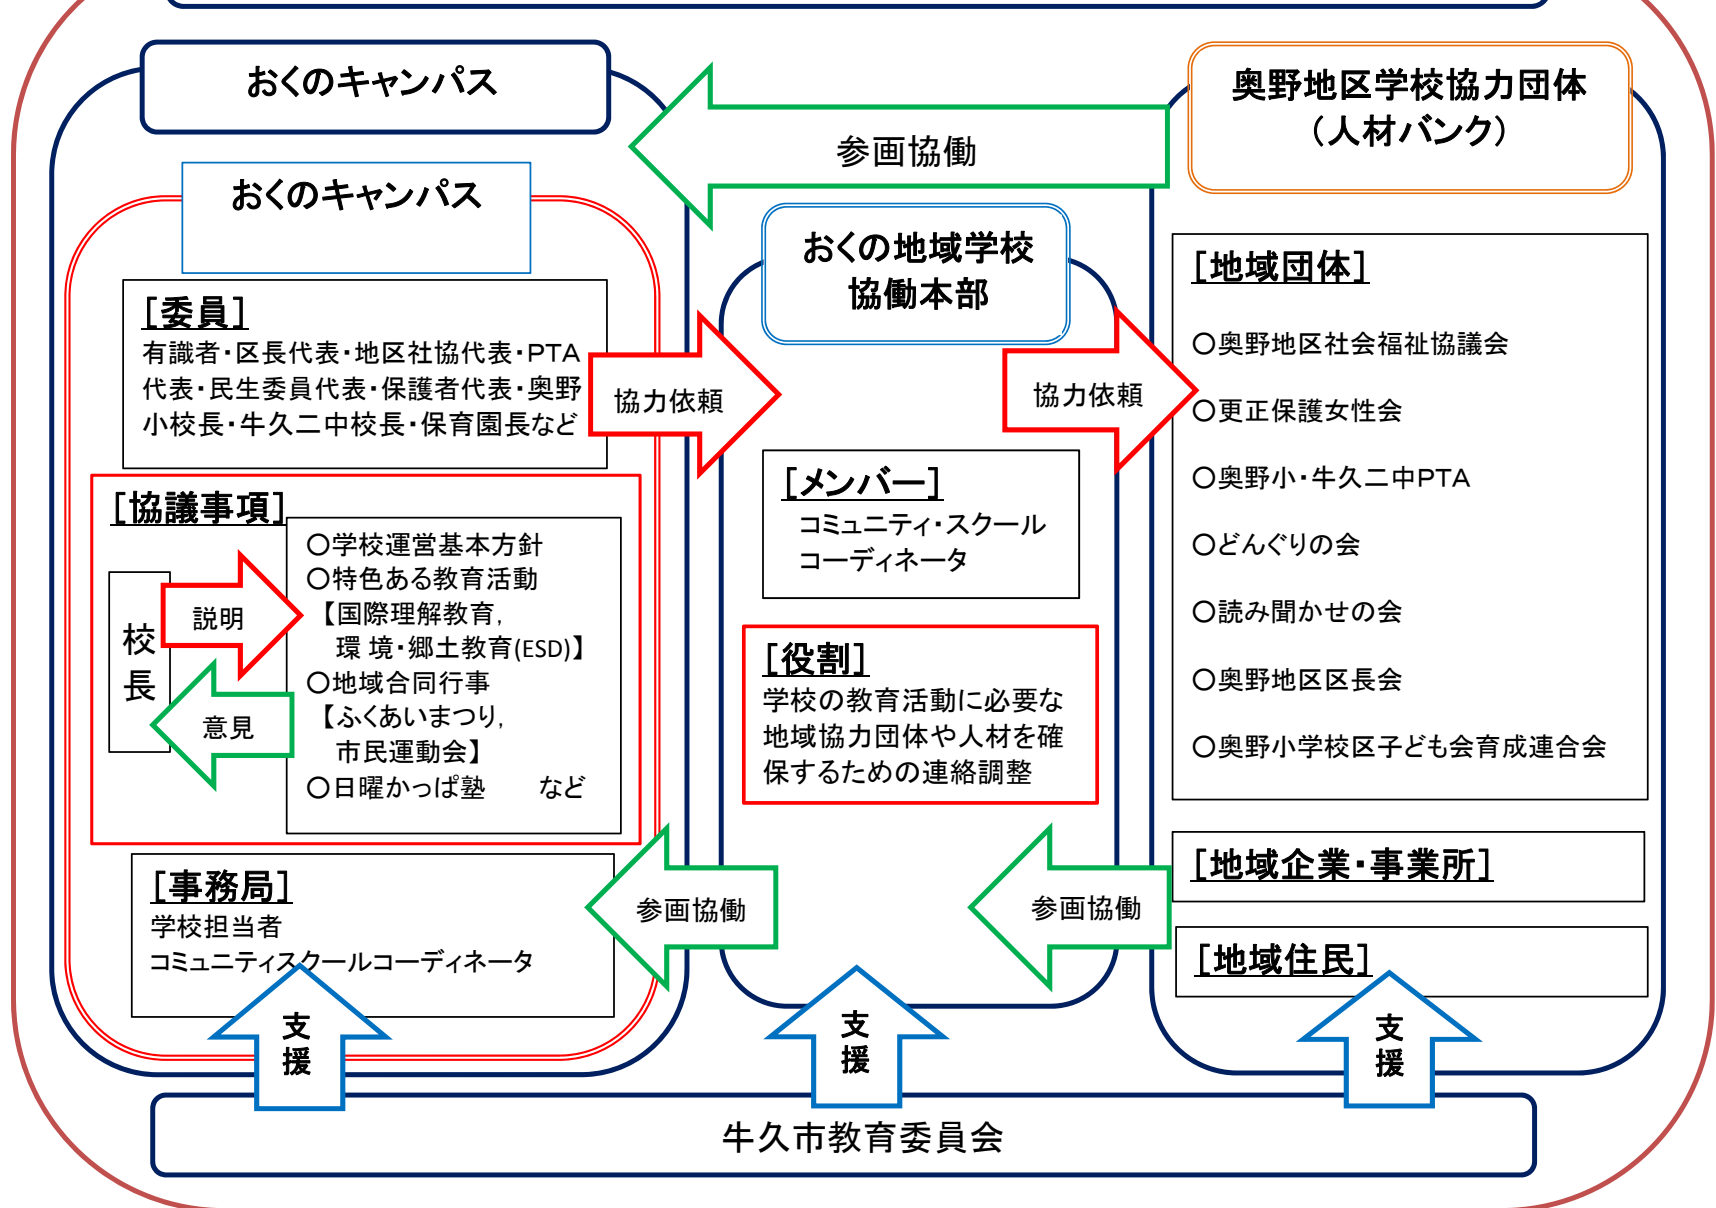 おくのキャンパス
おくのキャンパス
[委員]
有識者・区長代表・地区社協代表・PTA
代表・民生委員代表・保護者代表・奥野
小校長・牛久二中校長・保育園長など
[協議事項]
校長
説明
意見
○学校運営基本方針
○特色ある教育活動
【国際理解教育,
環 境・郷土教育(ESD)】
○地域合同行事
【ふくあいまつり,
市民運動会】
○日曜かっぱ塾 など
[事務局]
学校担当者
コミュニティスクールコーディネータ
参画協働
協力依頼
おくの地域学校
協働本部
[メンバー]
コミュニティ・スクール
コーディネータ
[役割]
学校の教育活動に必要な
地域協力団体や人材を確
保するための連絡調整
参画協働
協力依頼
参画協働
奥野地区学校協力団体
（人材バンク）
[地域団体]
○奥野地区社会福祉協議会
○更正保護女性会
○奥野小・牛久二中PTA
○どんぐりの会
○読み聞かせの会
○奥野地区区長会
○奥野小学校区子ども会育成連合会
[地域企業・事業所]
[地域住民]
支援
支援
支援
牛久市教育委員会